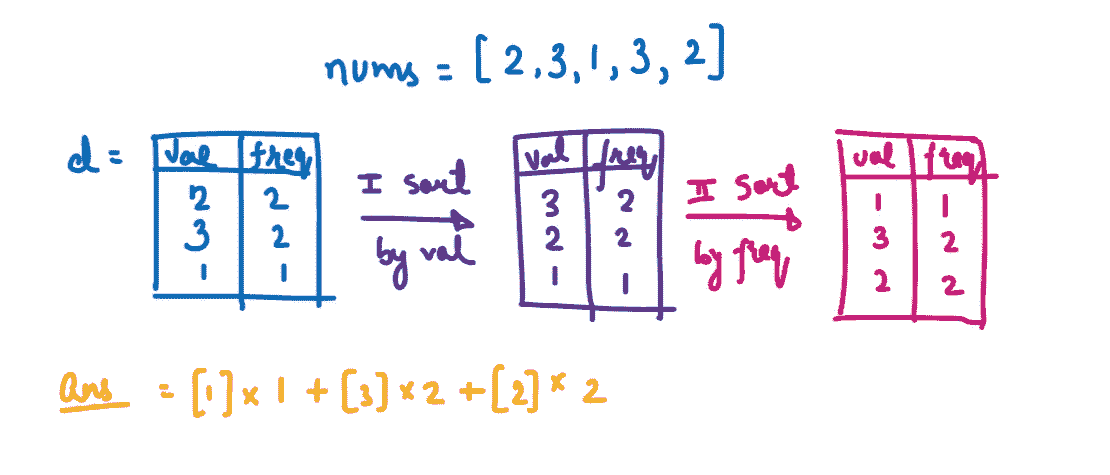 nums = [2,3,1,3,2]
d =
val freq
2 2
3 2
1 1
I sort
by val
val freq
3 2
2 2
1 1
II sort
by freq
val freq
1 1
3 2
2 2
Ans = [1]×1+[3]×2+[2]×2